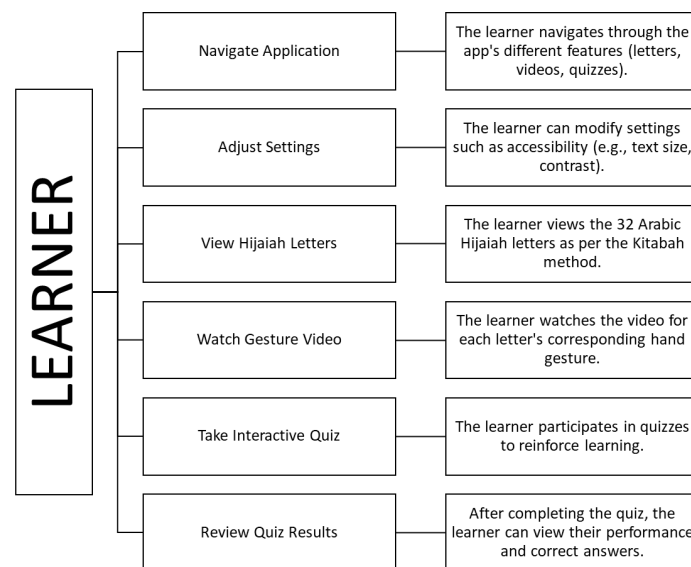 LEARNER
Navigate Application
The learner navigates through the
app's different features (letters,
videos, quizzes).
Adjust Settings
The learner can modify settings
such as accessibility (e.g., text size,
contrast).
View Hijaiah Letters
The learner views the 32 Arabic
Hijaiah letters as per the Kitabah
method.
Watch Gesture Video
The learner watches the video for
each letter's corresponding hand
gesture.
Take Interactive Quiz
The learner participates in quizzes
to reinforce learning.
Review Quiz Results
After completing the quiz, the
learner can view their performance
and correct answers.